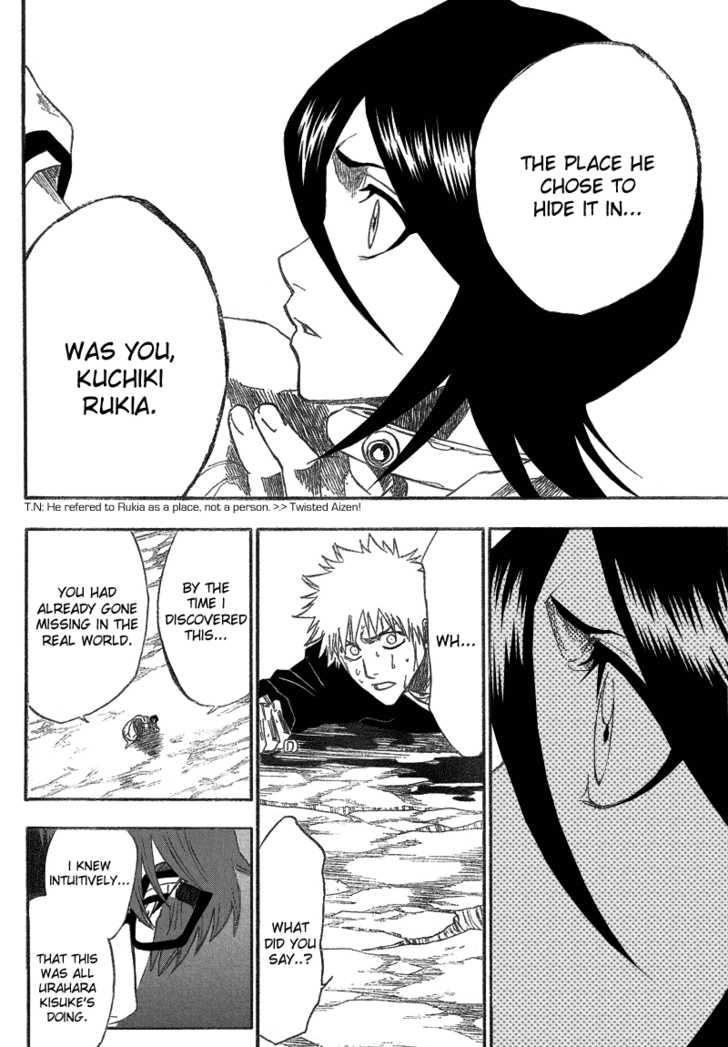 THE PLACE HE
CHOSE TO
HIDE IT IN...
WAS YOU,
KUCHIKI
RUKIA.
T.N: He refered to Rukia as a place, not a person. >> Twisted Aizen!
WH...
WHAT
DID YOU
SAY..?
BY THE
TIME I
DISCOVERED
THIS...
YOU HAD
ALREADY GONE
MISSING IN THE
REAL WORLD.
I KNEW
INTUITIVELY...
THAT THIS
WAS ALL
URAHARA
KISUKE'S
DOING.